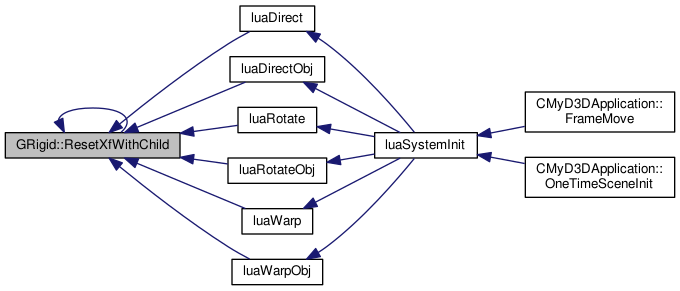 luaDirect
luaDirectObj
luaRotate
GRigid::ResetXfWithChild
luaSystemInit
luaRotateObj
luaWarp
luaWarpObj
CMyD3DApplication::
FrameMove
CMyD3DApplication::
OneTimeSceneInit